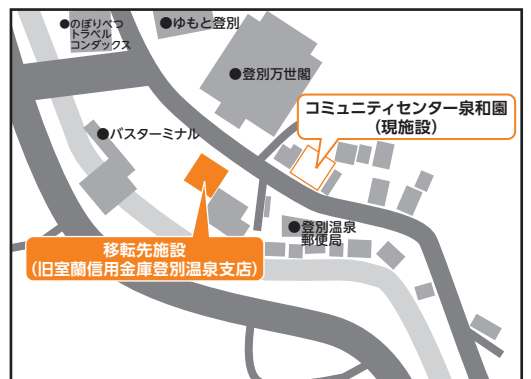 ●のぼりべつ
トラベル
コンダックス
●ゆもと登別
●登別万世閣
コミュニティセンター泉和園
(現施設)
●バスターミナル
●登別温泉
郵便局
移転先施設
(旧室蘭信用金庫登別温泉支店)